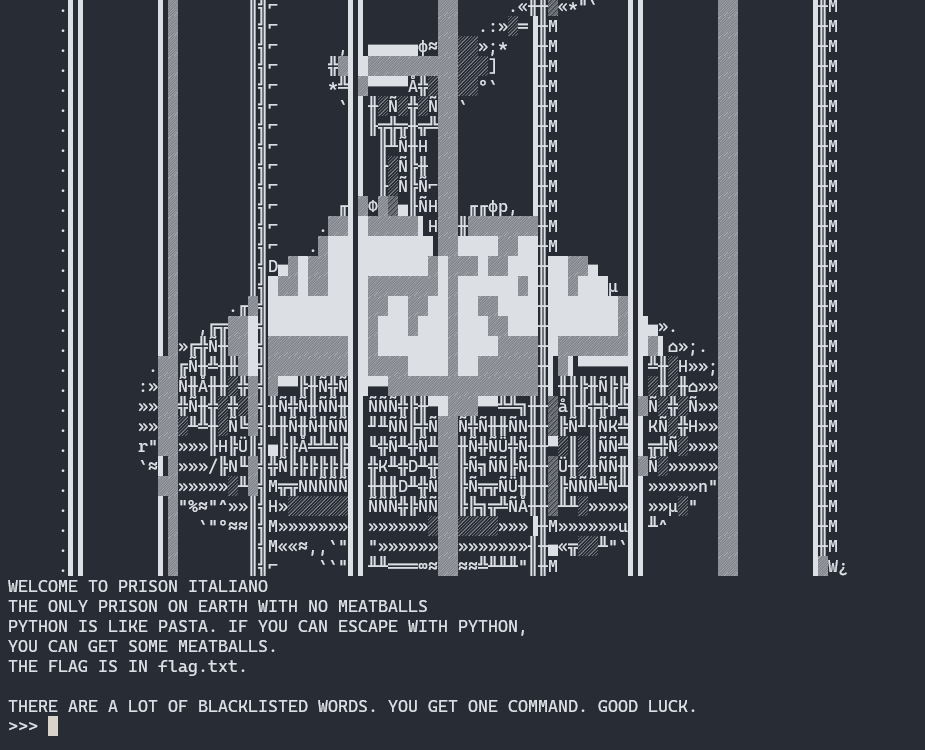 WELCOME TO PRISON ITALIANO
THE ONLY PRISON ON EARTH WITH NO MEATBALLS
PYTHON IS LIKE PASTA. IF YOU CAN ESCAPE WITH PYTHON,
YOU CAN GET SOME MEATBALLS.
THE FLAG IS IN flag.txt.
THERE ARE A LOT OF BLACKLISTED WORDS. YOU GET ONE COMMAND. GOOD LUCK.
>>>